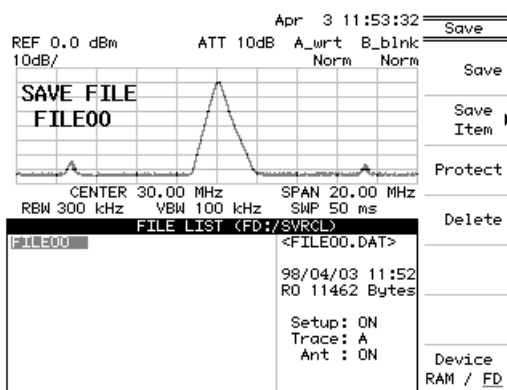 Apr 3 11:53:32
REF 0.0 dBm ATT 10dB A_wrt B_blnk
10dB/ Norm Norm
SAVE FILE
FILE00
CENTER 30.00 MHz SPAN 20.00 MHz
RBW 300 kHz VBW 100 kHz SWP 50 ms
FILE LIST (FD:/SVRCL)
FILE00
<FILE00.DAT>
98/04/03 11:52
RO 11462 Bytes
Setup: ON
Trace: A
Ant : ON
Save
Save
Save
Item
Protect
Delete
Device
RAM / FD